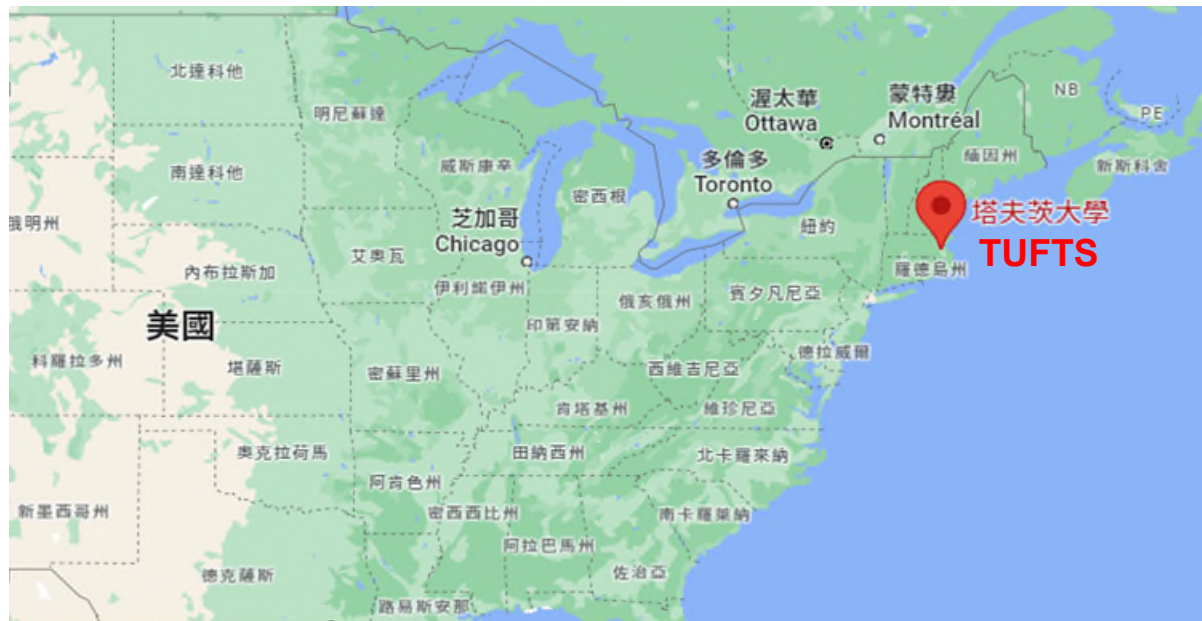 北達科他
明尼蘇達
渥太華
Ottawa
蒙特婁
Montréal
NB
PE
南達科他
威斯康辛
密西根
多倫多
Toronto
緬因州
新斯科舍
俄明州
芝加哥
Chicago
紐約
塔夫茨大學
TUFTS
艾奧瓦
內布拉斯加
伊利諾伊州
羅德島州
俄亥俄州
賓夕凡尼亞
美國
印第安納
科羅拉多州
堪薩斯
密蘇里州
西維吉尼亞
德拉威爾
肯塔基州
維珍尼亞
奧克拉荷馬
田納西州
北卡羅來納
阿肯色州
新墨西哥州
密西西比州
南卡羅萊納
阿拉巴馬州
德克薩斯
佐治亞
路易斯安那